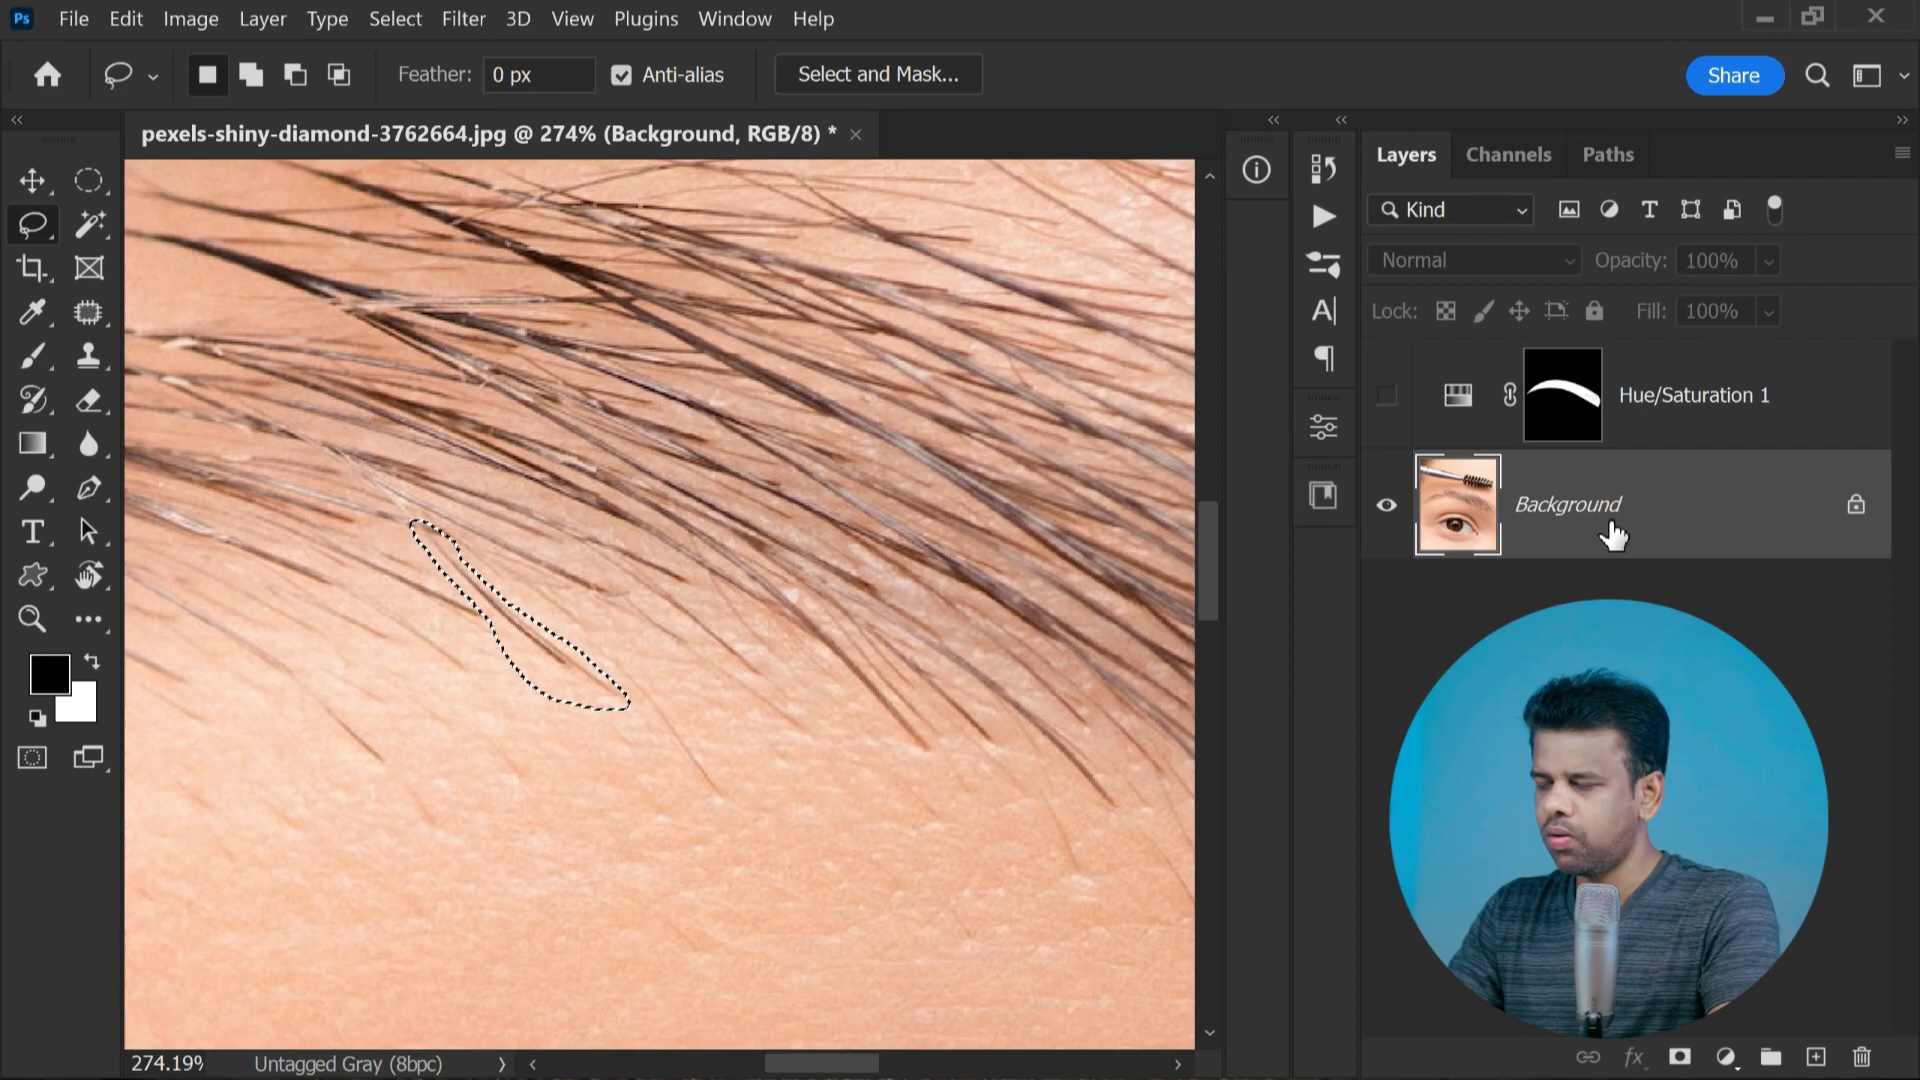 Ps File Edit Image Layer Type Select Filter 3D View Plugins Window Help
Feather: 0 px Anti-alias Select and Mask... Share
pexels-shiny-diamond-3762664.jpg @ 274% (Background, RGB/8) *
Layers Channels Paths
Kind
Normal Opacity: 100%
Lock: Fill: 100%
Hue/Saturation 1
Background
274.19% Untagged Gray (8bpc)